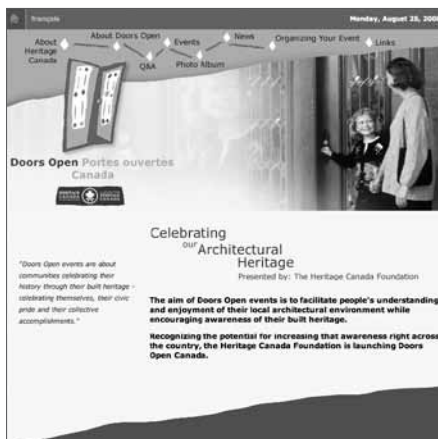 français
Monday, August 25, 200
About Heritage Canada
About Doors Open
Q&A
Events
Photo Album
News
Organizing Your Event
Links
Doors Open Portes ouvertes
Canada
Celebrating
our Architectural
Heritage
Presented by: The Heritage Canada Foundation
"Doors Open events are about
communities celebrating their
history through their built heritage -
celebrating themselves, their civic
pride and their collective
accomplishments."
The aim of Doors Open events is to facilitate people's understanding
and enjoyment of their local architectural environment while
encouraging awareness of their built heritage.
Recognizing the potential for increasing that awareness right across
the country, the Heritage Canada Foundation is launching Doors
Open Canada.